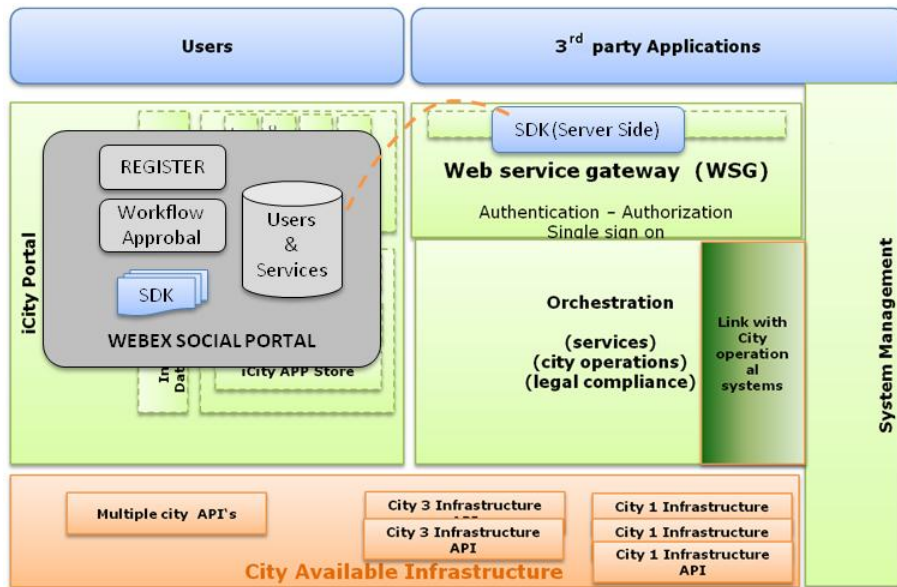 Users
3rd party Applications
SDK (Server Side)
Web service gateway (WSG)
Authentication – Authorization
Single sign on
REGISTER
Workflow
Approbal
SDK
Users
&
Services
WEBEX SOCIAL PORTAL
iCity Portal
In
Dat
iCity APP Store
Orchestration
(services)
(city operations)
(legal compliance)
Link with
City
operation
al
systems
System Management
Multiple city API's
City 3 Infrastructure
City 3 Infrastructure
API
City 1 Infrastructure
City 1 Infrastructure
City 1 Infrastructure
API
City Available Infrastructure